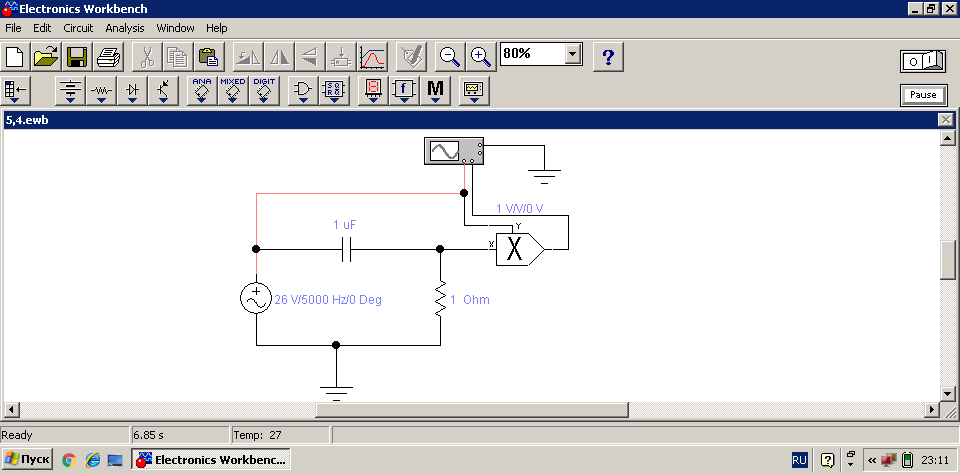 Electronics Workbench
File Edit Circuit Analysis Window Help
80%
?
O I
ANA MIXED DIGIT
f M
Pause
5,4.ewb
1 V/V/0 V
Y
1 uF
X
X
26 V/5000 Hz/0 Deg
1 Ohm
Ready 6.85 s Temp: 27
Пуск Electronics Workbenc... RU ? « 23:11